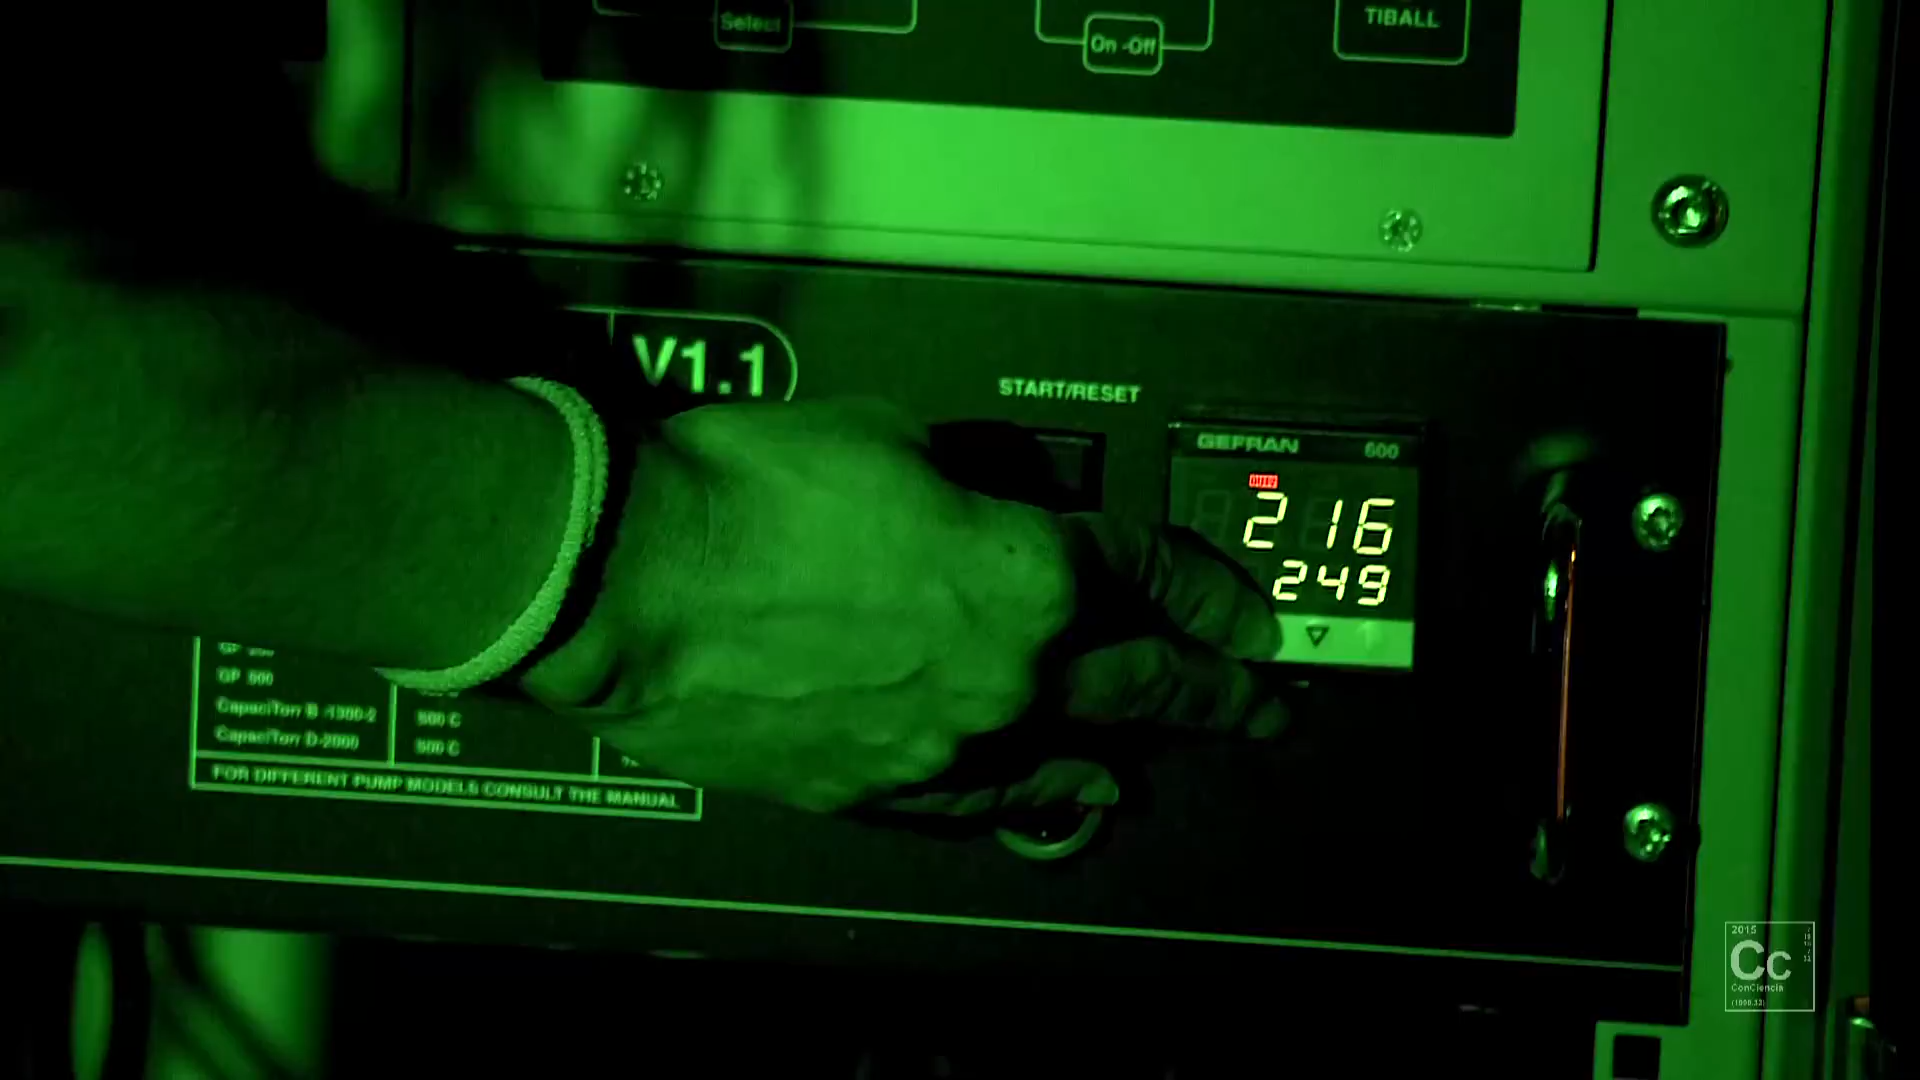 Select
On -Off
TIBALL
V1.1
START/RESET
GEFRAN 600
OUT2
216
249
GP 500
CapaciTorr B -1300-2 500 C
CapaciTorr D-2000 500 C
FOR DIFFERENT PUMP MODELS CONSULT THE MANUAL
2015
Cc
ConCiencia